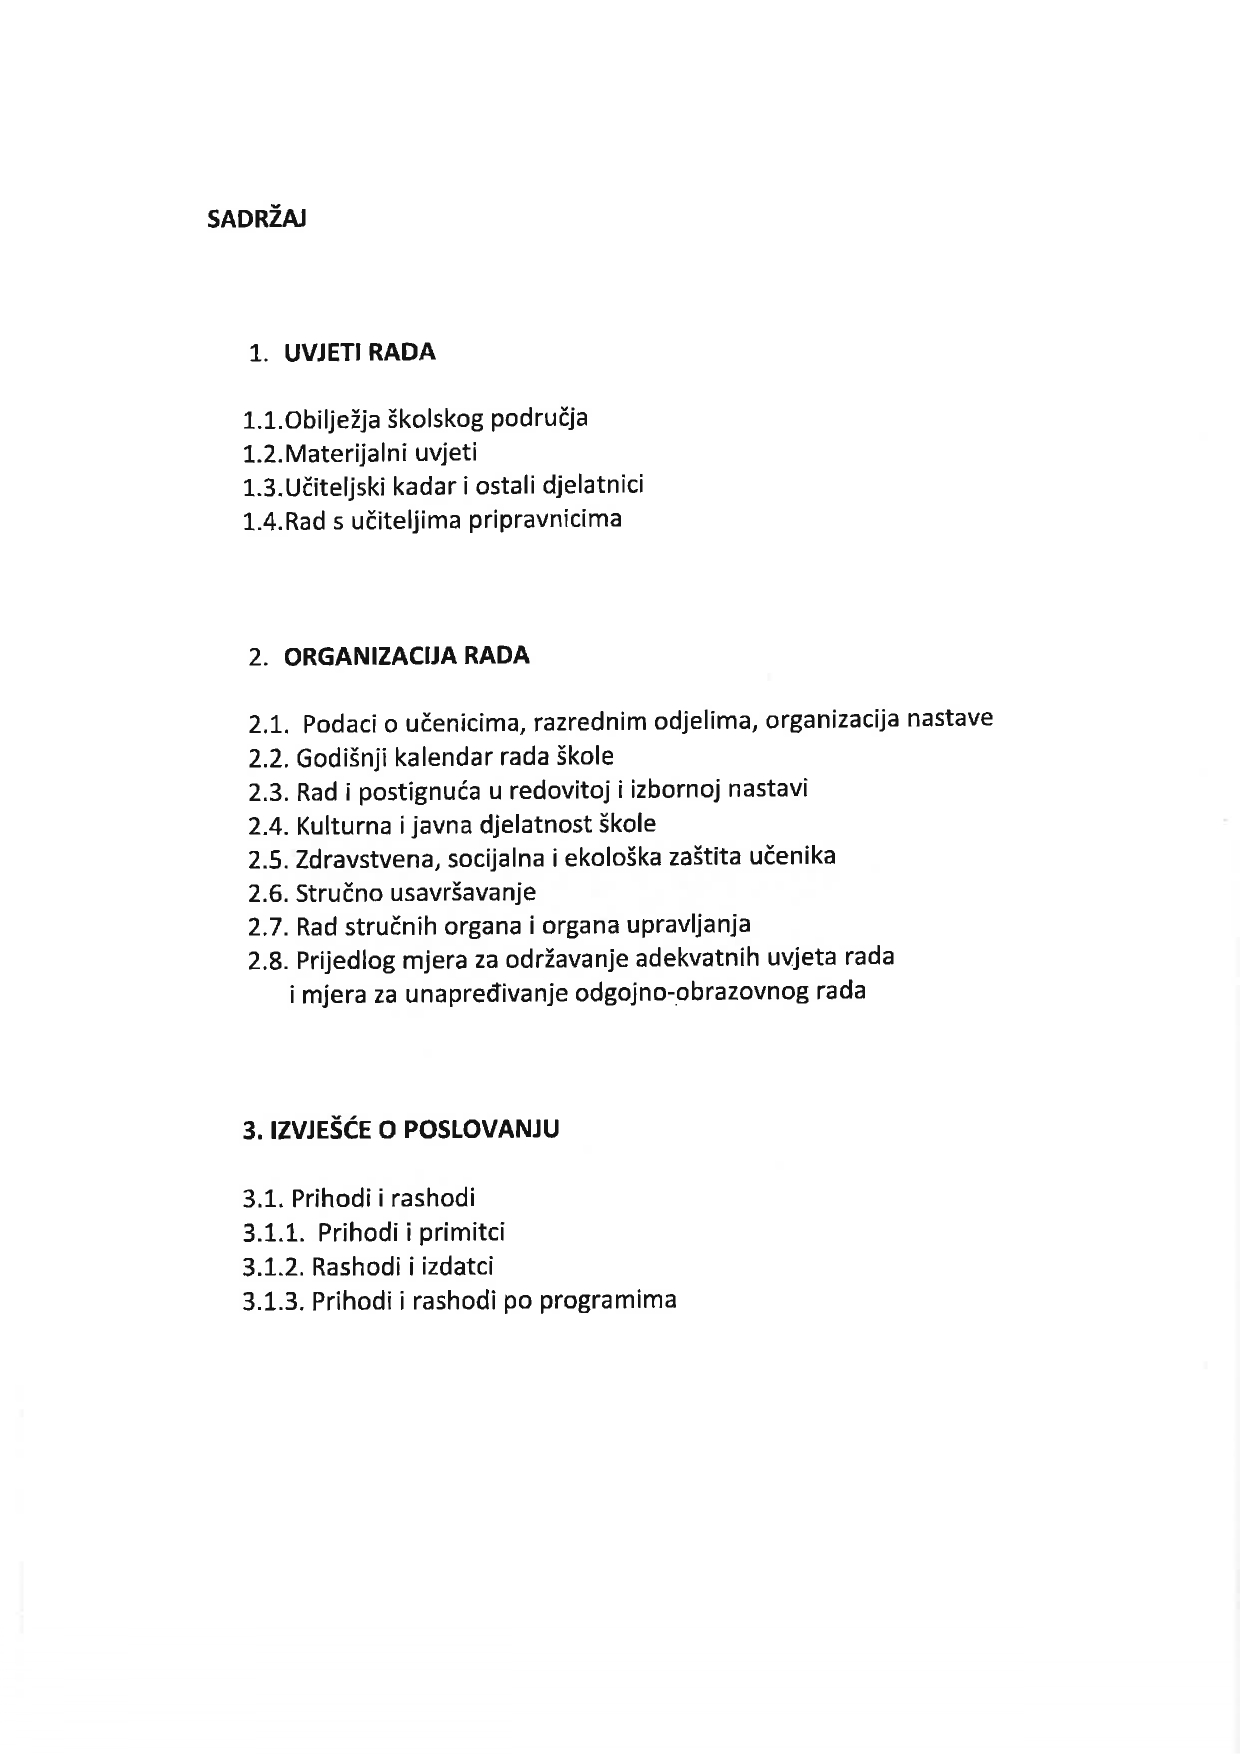 SADRŽAJ
1. UVJETI RADA
1.1.Obilježja školskog područja
1.2.Materijalni uvjeti
1.3.Učiteljski kadar i ostali djelatnici
1.4.Rad s učiteljima pripravnicima
2. ORGANIZACIJA RADA
2.1. Podaci o učenicima, razrednim odjelima, organizacija nastave
2.2. Godišnji kalendar rada škole
2.3. Rad i postignuća u redovitoj i izbornoj nastavi
2.4. Kulturna i javna djelatnost škole
2.5. Zdravstvena, socijalna i ekološka zaštita učenika
2.6. Stručno usavršavanje
2.7. Rad stručnih organa i organa upravljanja
2.8. Prijedlog mjera za održavanje adekvatnih uvjeta rada
i mjera za unapređivanje odgojno-obrazovnog rada
3. IZVJEŠĆE O POSLOVANJU
3.1. Prihodi i rashodi
3.1.1. Prihodi i primitci
3.1.2. Rashodi i izdatci
3.1.3. Prihodi i rashodi po programima